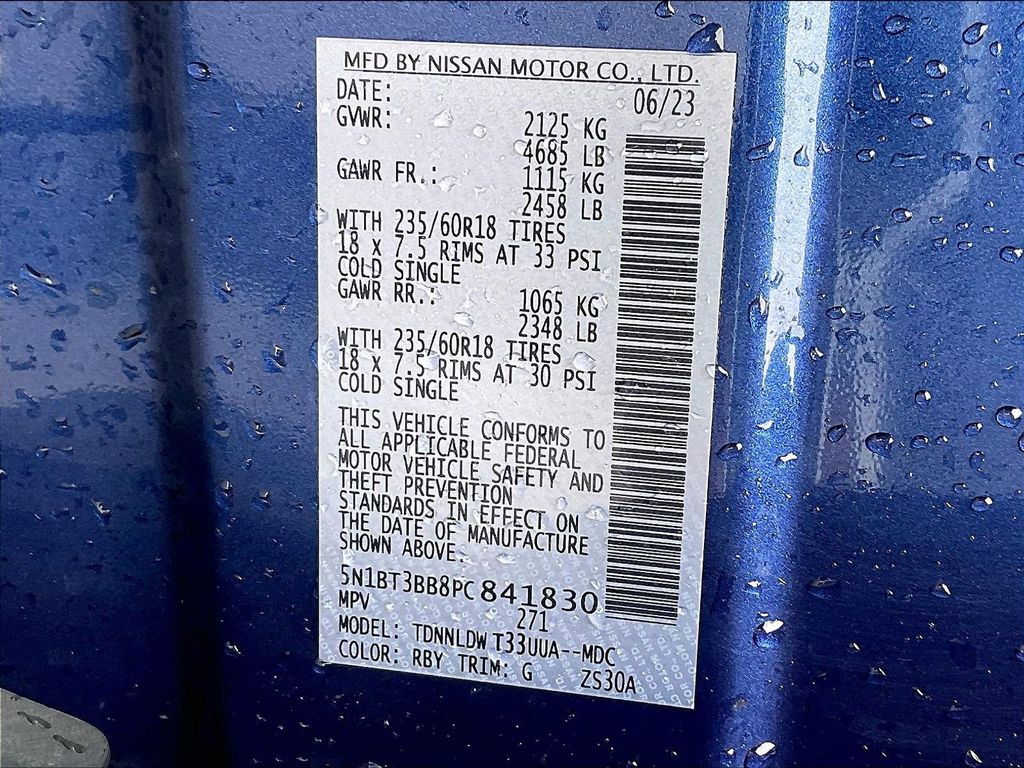 MFD BY NISSAN MOTOR CO., LTD.
DATE: 06/23
GVWR: 2125 KG
4685 LB
GAWR FR.: 1115 KG
2458 LB
WITH 235/60R18 TIRES
18 X 7.5 RIMS AT 33 PSI
COLD SINGLE
GAWR RR.: 1065 KG
2348 LB
WITH 235/60R18 TIRES
18 X 7.5 RIMS AT 30 PSI
COLD SINGLE
THIS VEHICLE CONFORMS TO
ALL APPLICABLE FEDERAL
MOTOR VEHICLE SAFETY AND
THEFT PREVENTION
STANDARDS IN EFFECT ON
THE DATE OF MANUFACTURE
SHOWN ABOVE.
5N1BT3BB8PC841830
MPV 271
MODEL: TDNNLDWT33UUA--MDC
COLOR: RBY TRIM: G ZS30A